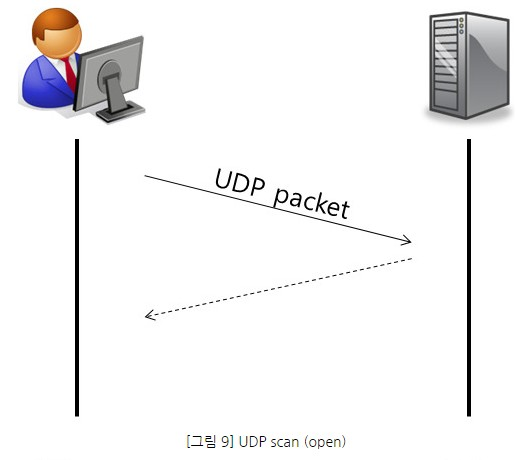 UDP packet
[그림 9] UDP scan (open)